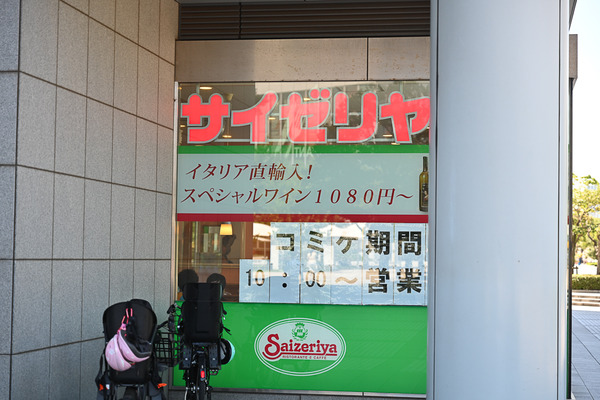 サイゼリヤ
イタリア直輸入！
スペシャルワイン１０８０円～
コミケ期間
10：00～営業
Saizeriya
RISTORANTE E CAFFÈ